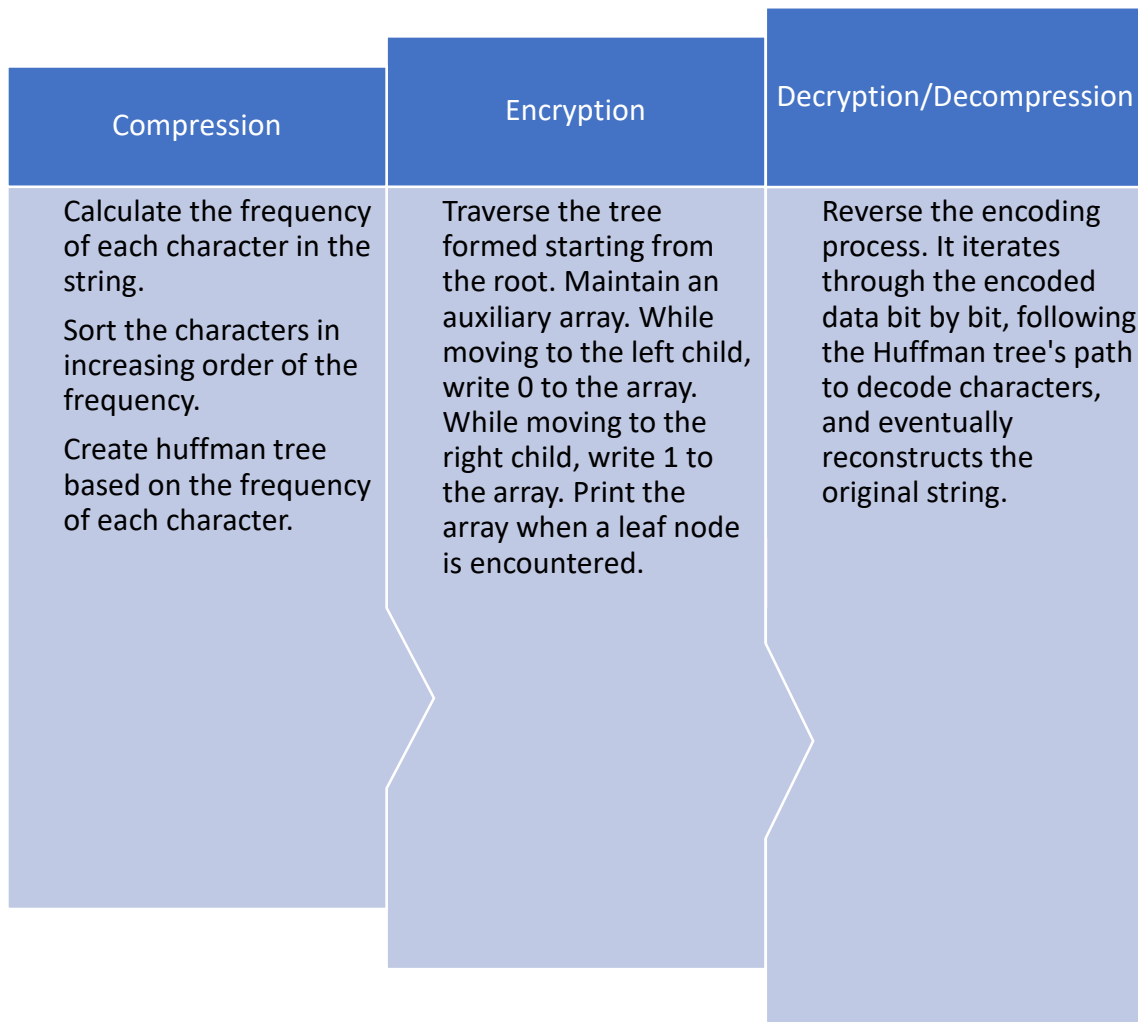 Compression
Calculate the frequency
of each character in the
string.
Sort the characters in
increasing order of the
frequency.
Create huffman tree
based on the frequency
of each character.
Encryption
Traverse the tree
formed starting from
the root. Maintain an
auxiliary array. While
moving to the left child,
write 0 to the array.
While moving to the
right child, write 1 to
the array. Print the
array when a leaf node
is encountered.
Decryption/Decompression
Reverse the encoding
process. It iterates
through the encoded
data bit by bit, following
the Huffman tree's path
to decode characters,
and eventually
reconstructs the
original string.